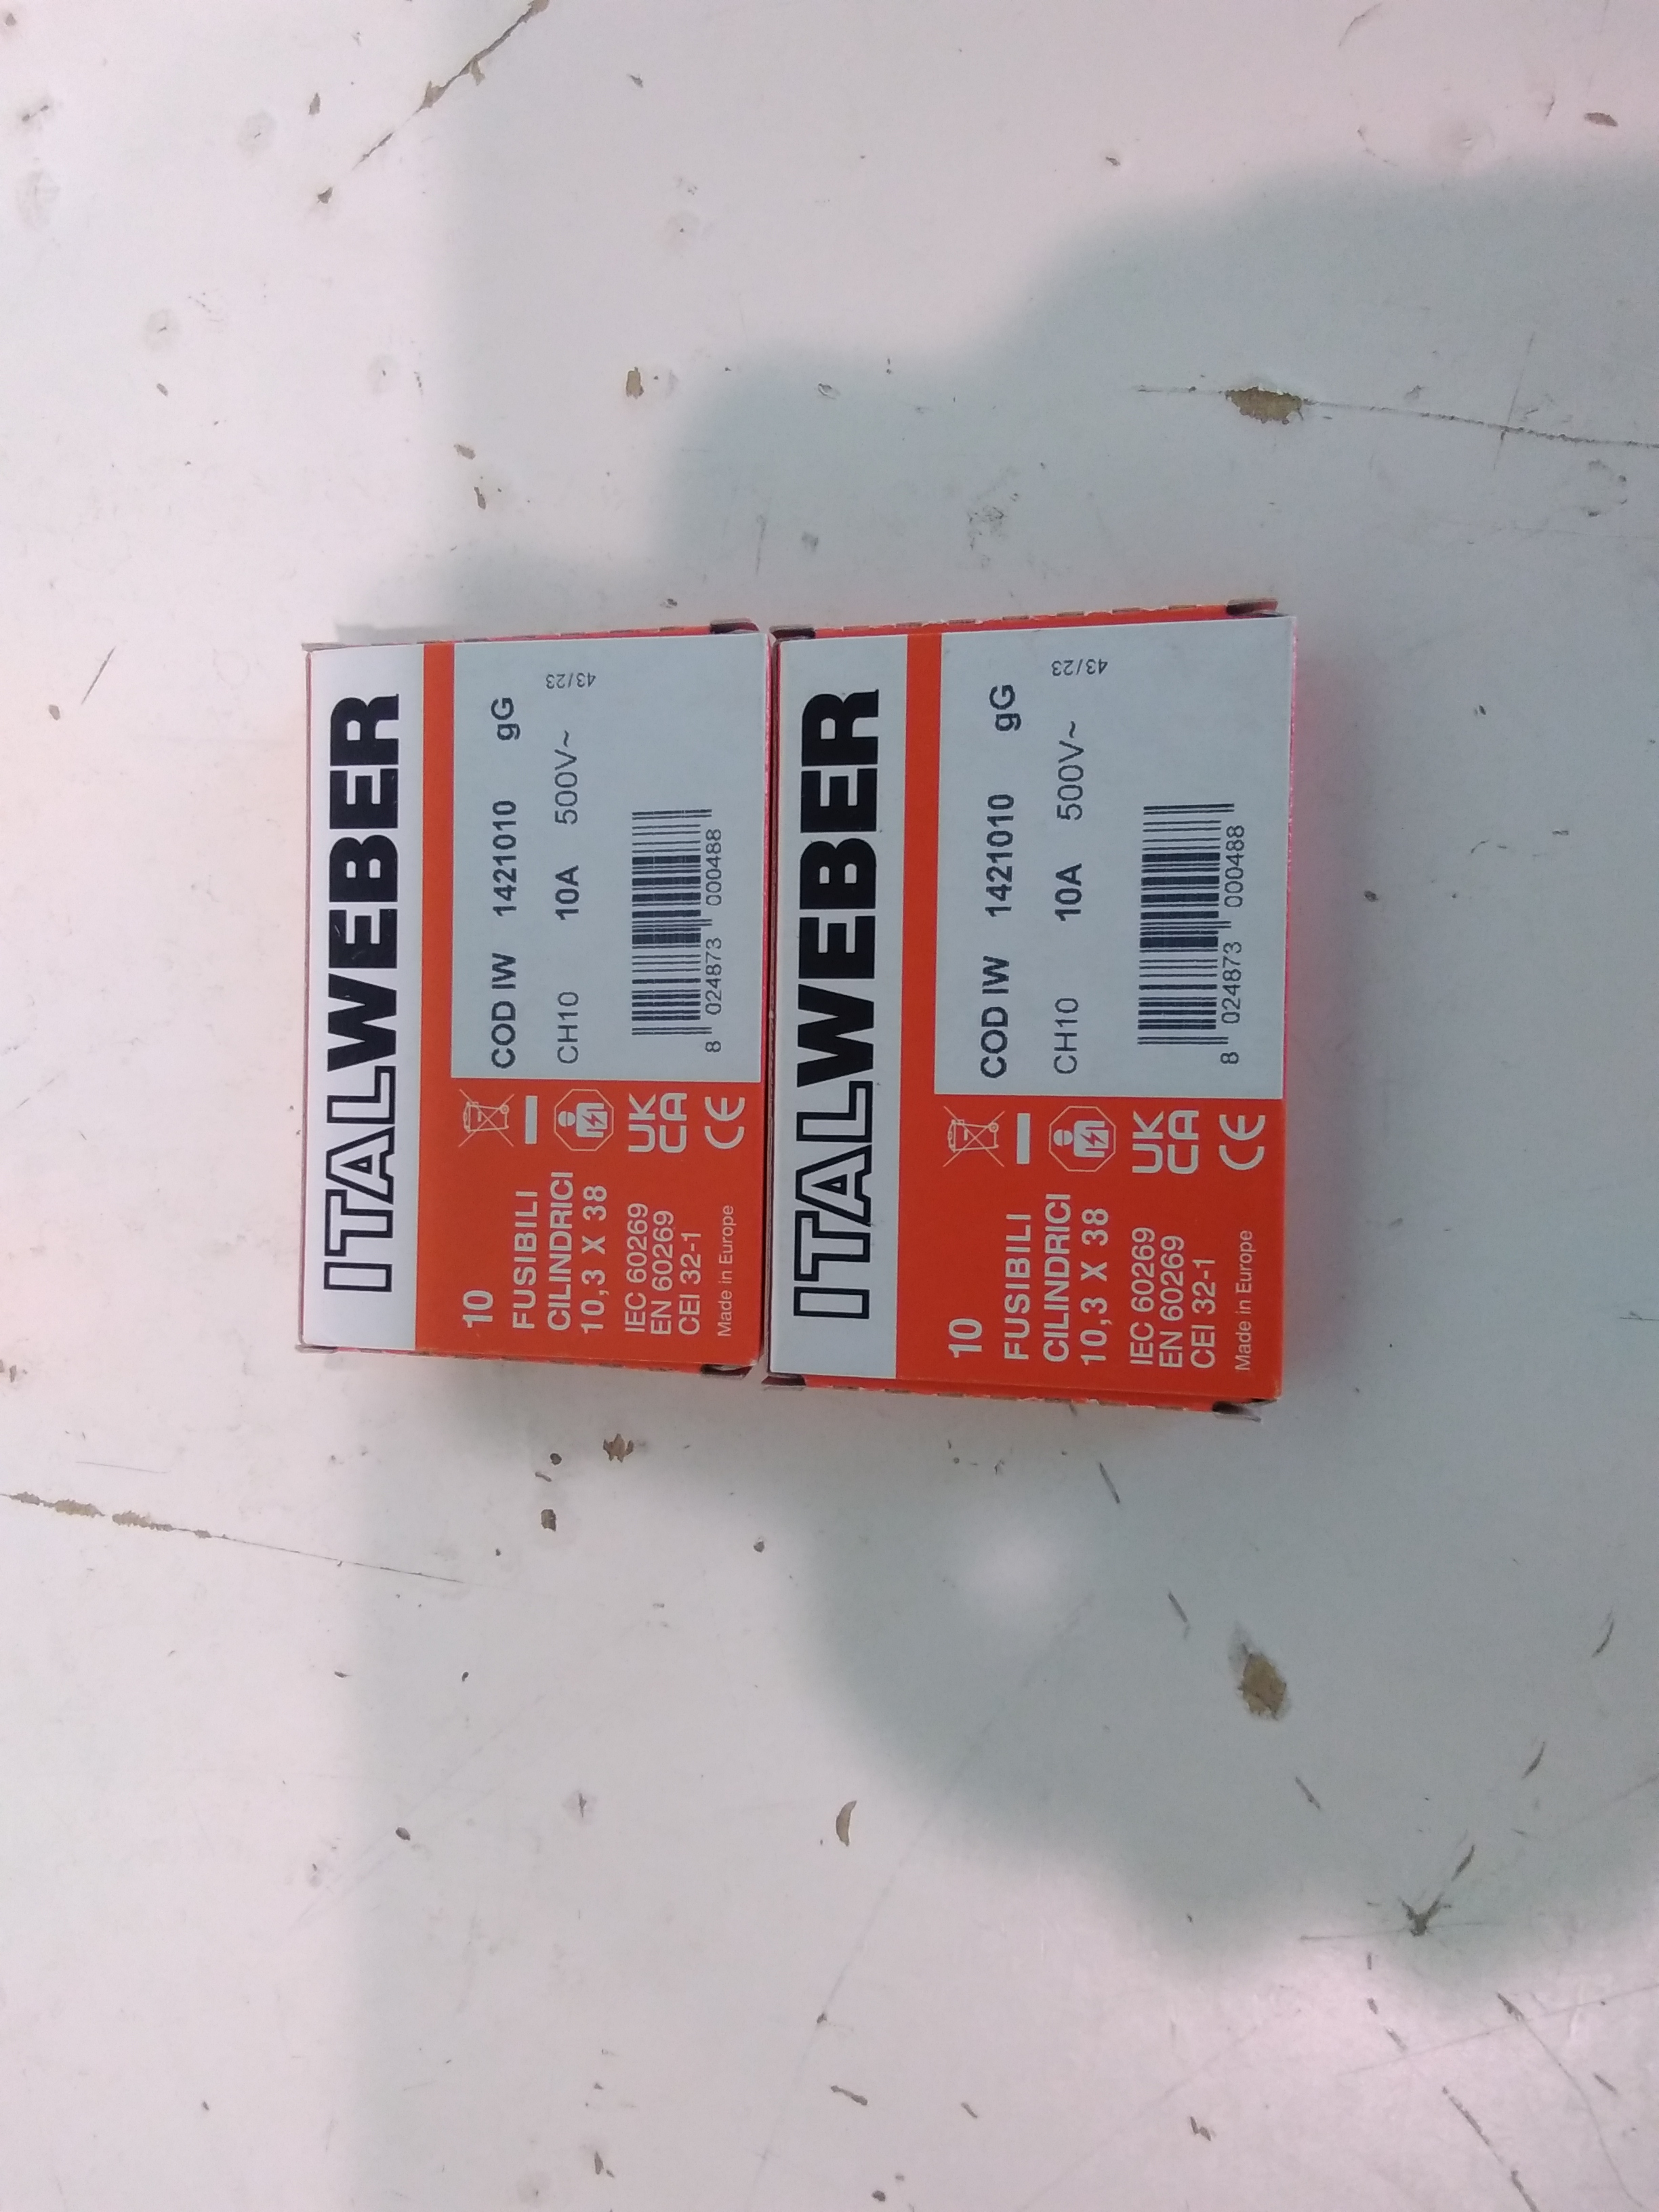 ITALWEBER
10
FUSIBILI
CILINDRICI
10,3 X 38
IEC 60269
EN 60269
CEI 32-1
Made in Europe
UK
CA
CE
COD IW 1421010 gG
CH10 10A 500V~
43/23
8 024873 000488
ITALWEBER
10
FUSIBILI
CILINDRICI
10,3 X 38
IEC 60269
EN 60269
CEI 32-1
Made in Europe
UK
CA
CE
COD IW 1421010 gG
CH10 10A 500V~
43/23
8 024873 000488